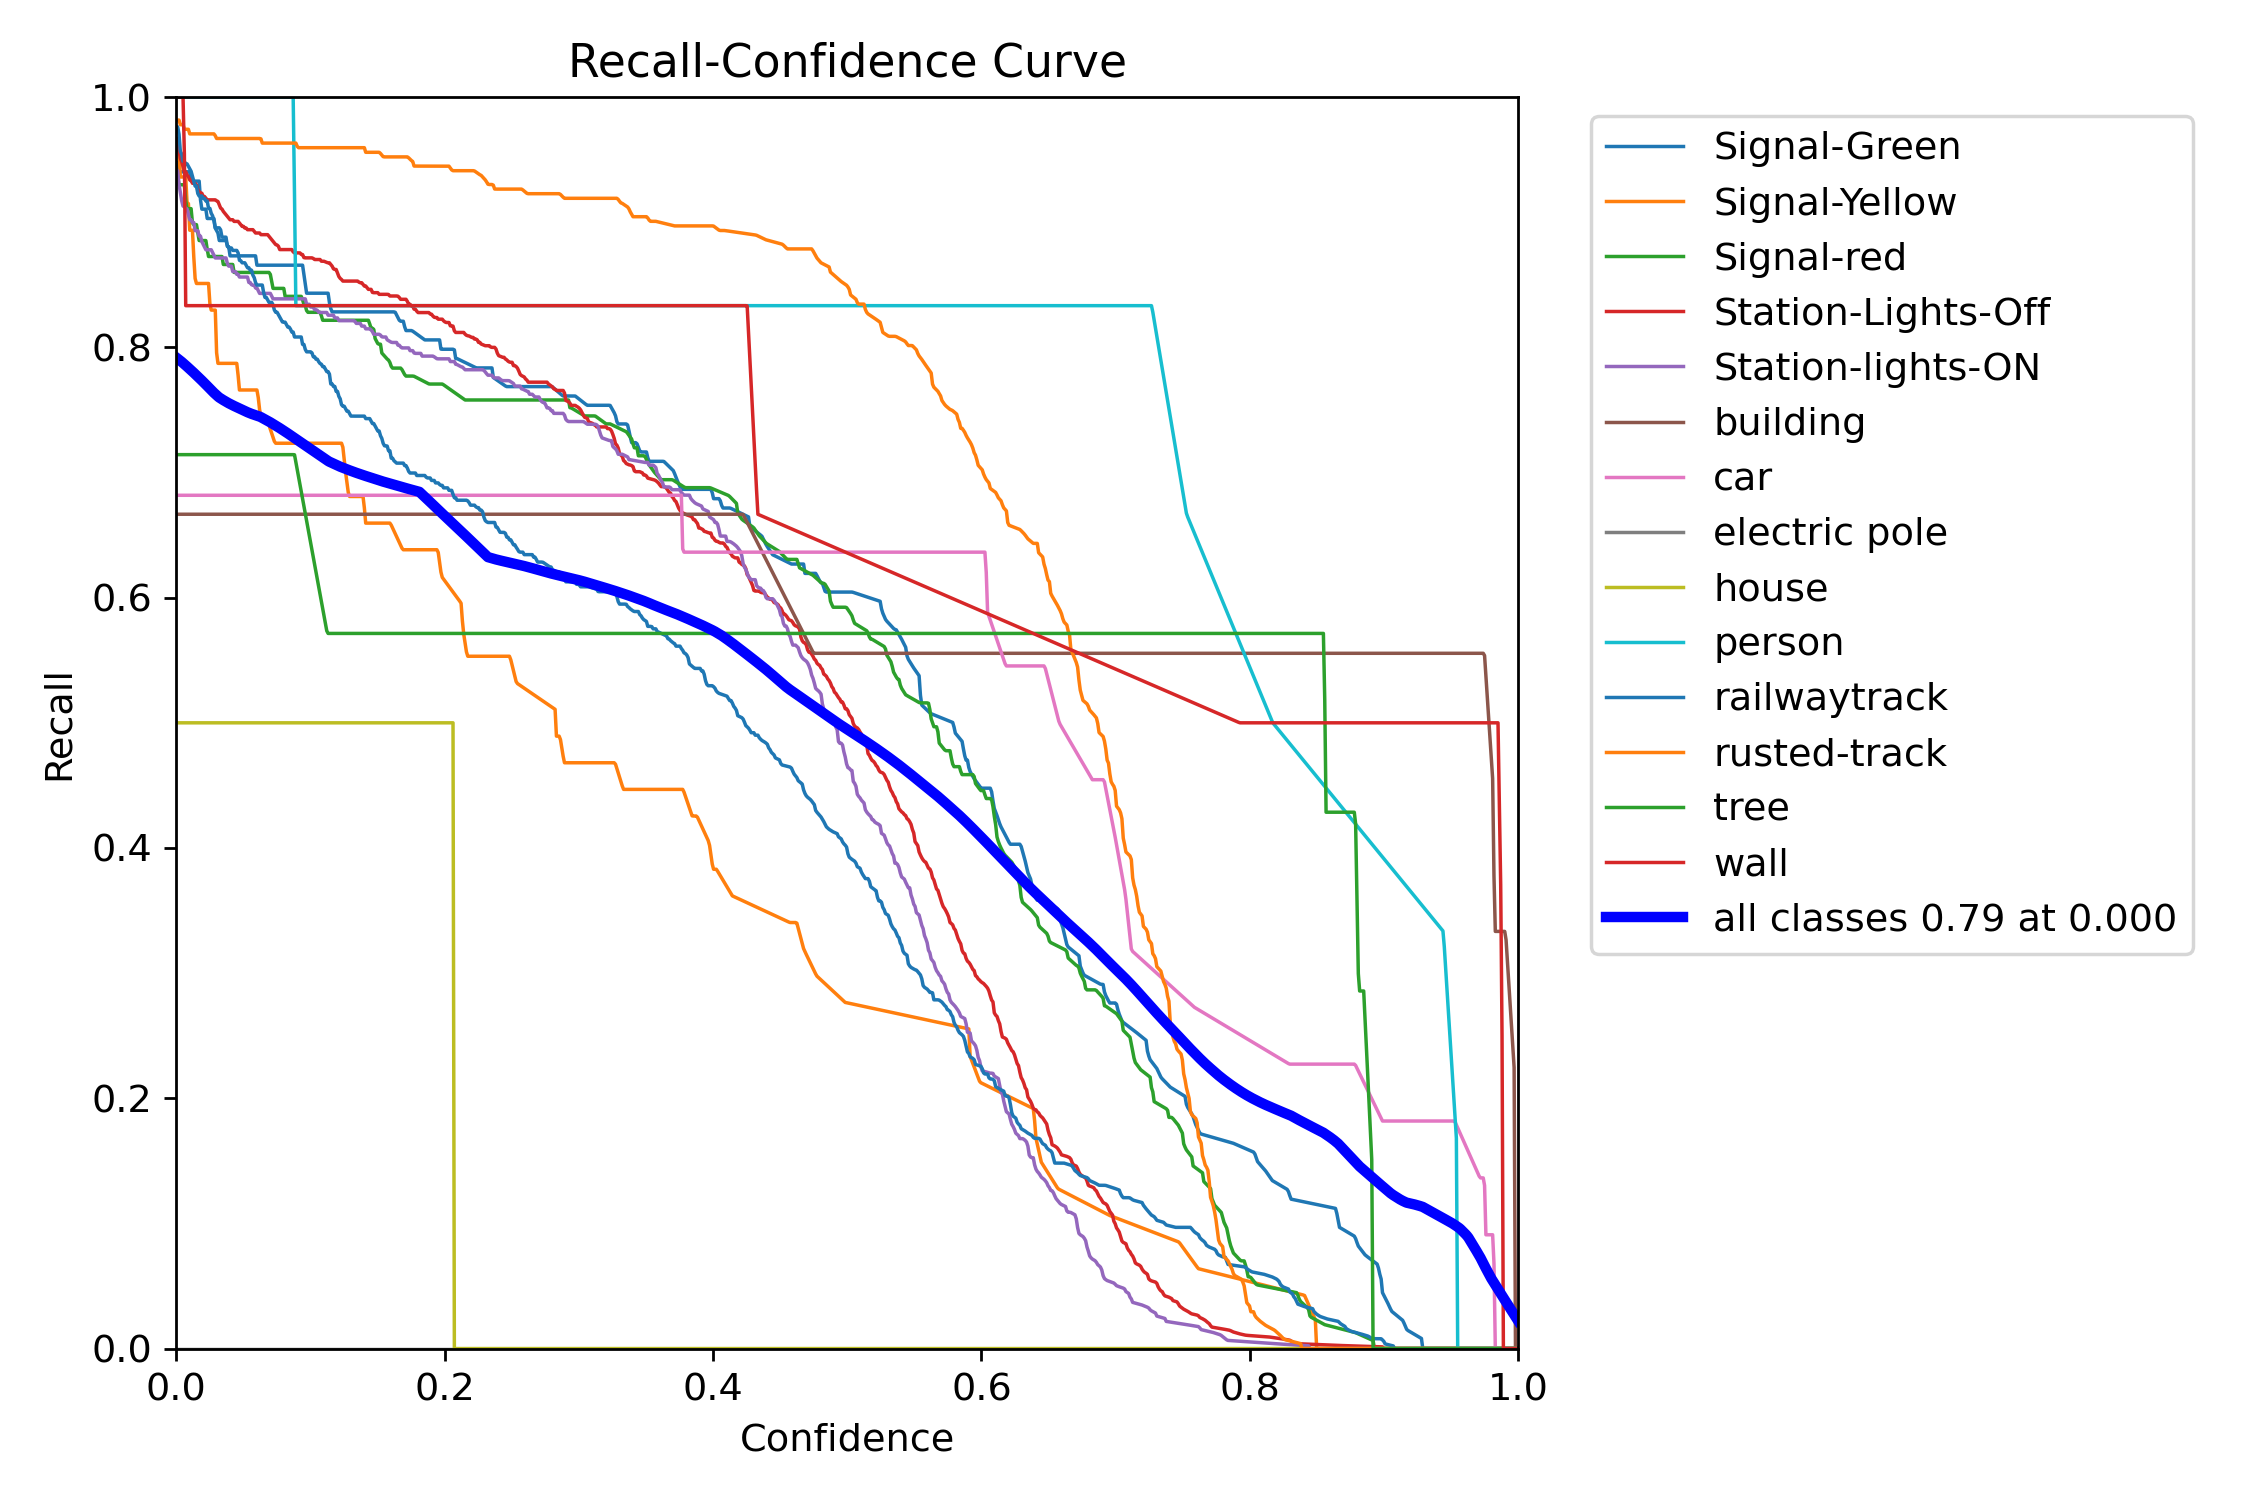 Recall-Confidence Curve
1.0
0.8
0.6
0.4
0.2
0.0
Recall
0.0 0.2 0.4 0.6 0.8 1.0
Confidence
Signal-Green
Signal-Yellow
Signal-red
Station-Lights-Off
Station-lights-ON
building
car
electric pole
house
person
railwaytrack
rusted-track
tree
wall
all classes 0.79 at 0.000